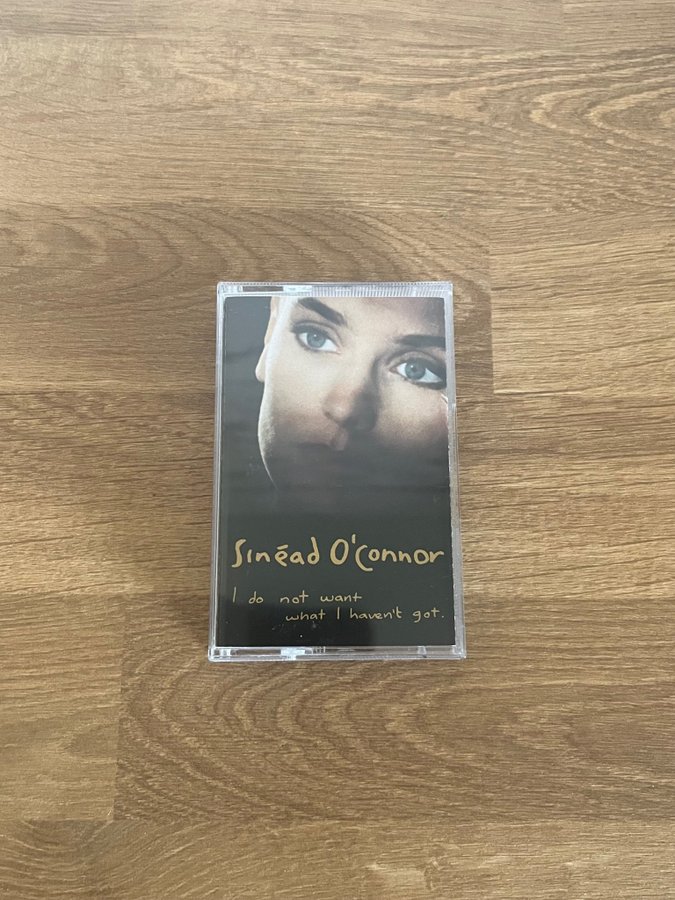 Sinéad O'Connor
I do not want
what I haven't got.